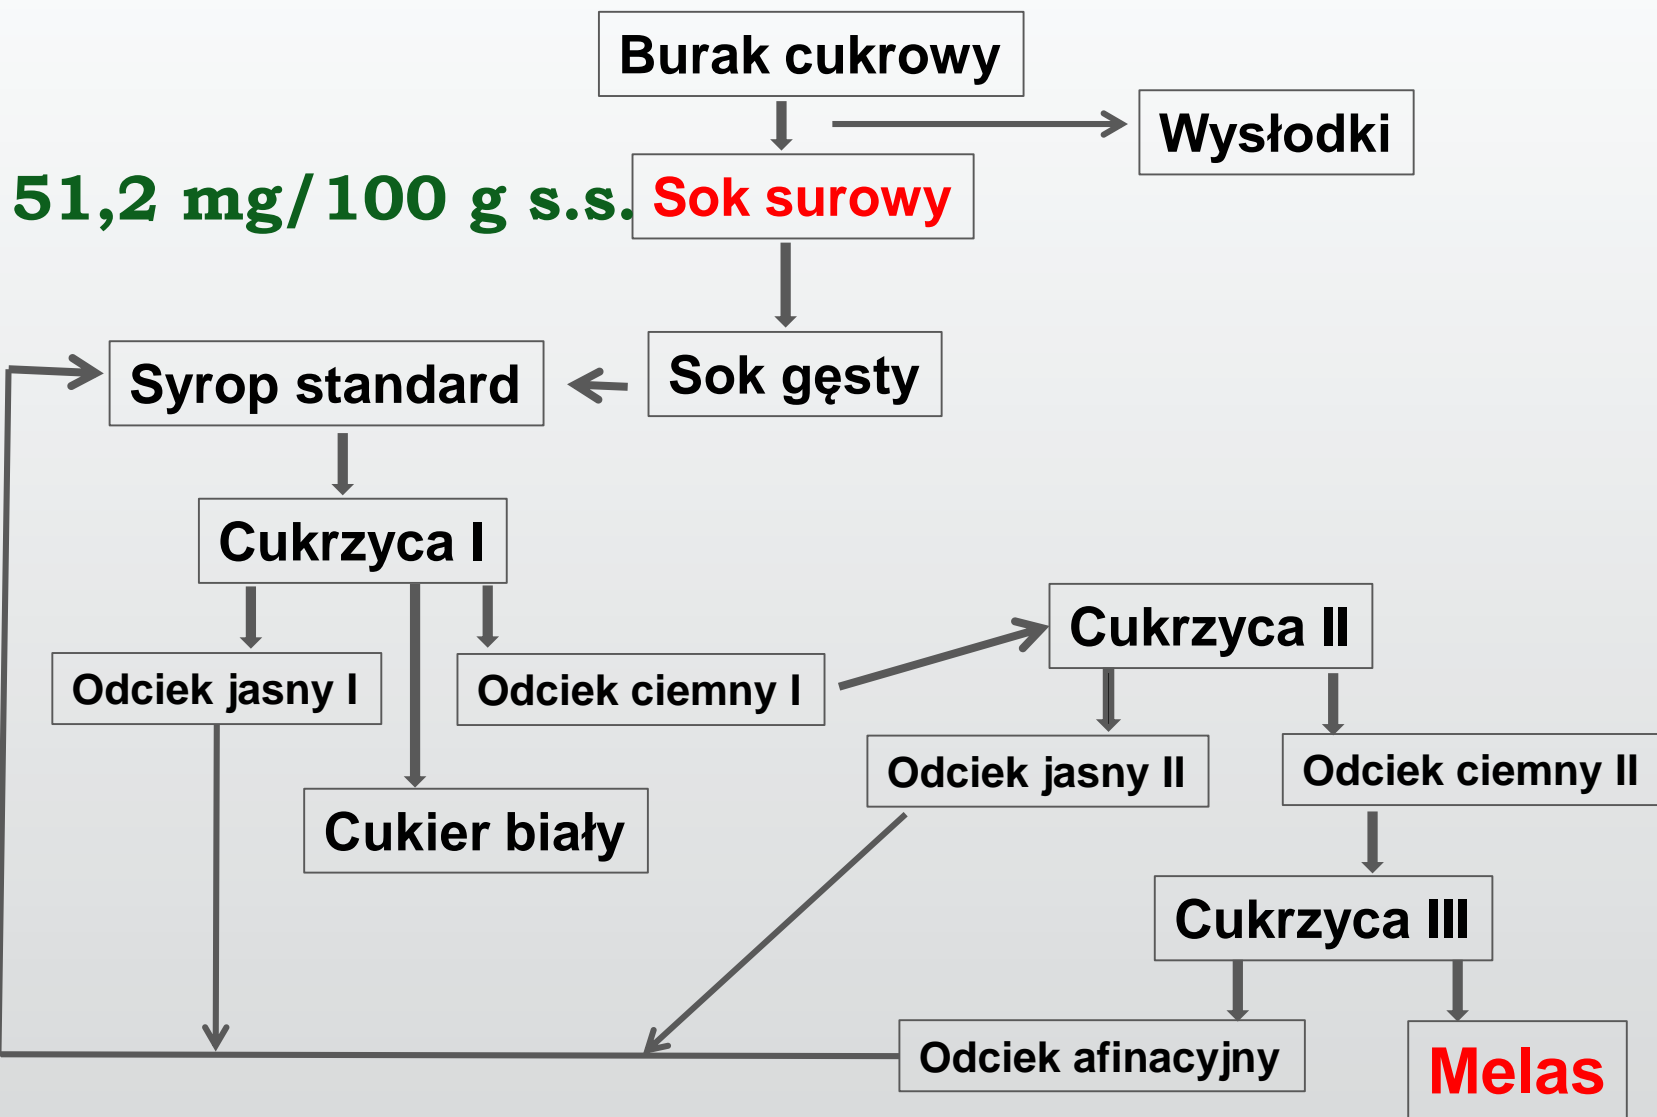 Burak cukrowy
Wysłodki
51,2 mg/100 g s.s.
Sok surowy
Syrop standard
Sok gęsty
Cukrzyca I
Cukrzyca II
Odciek jasny I
Odciek ciemny I
Odciek jasny II
Odciek ciemny II
Cukier biały
Cukrzyca III
Odciek afinacyjny
Melas